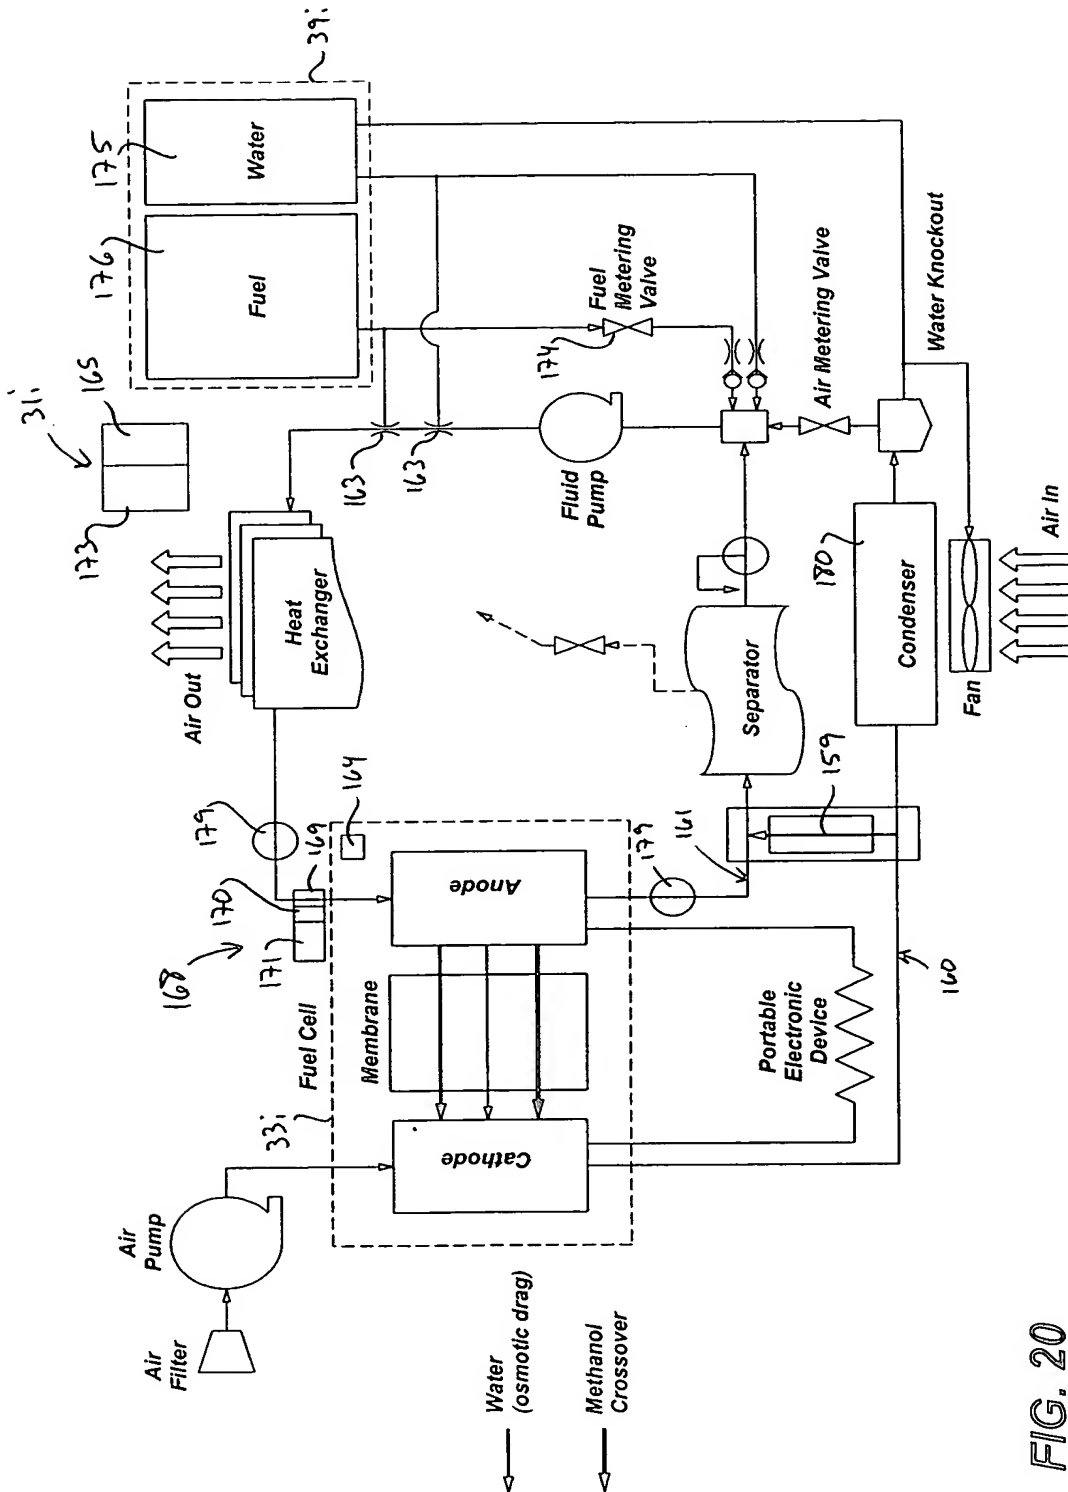 FIG. 20
Air
Filter
Air
Pump
Water
(osmotic drag)
Methanol
Crossover
33i
Fuel Cell
Cathode
Membrane
Anode
164
168
171
170
169
179
179
161
160
159
Portable
Electronic
Device
Air Out
Heat
Exchanger
173
31i
165
163
163
Fluid
Pump
Separator
180
Condenser
Fan
Air In
Water Knockout
Air Metering Valve
174
Fuel
Metering
Valve
176
Fuel
175
Water
39i